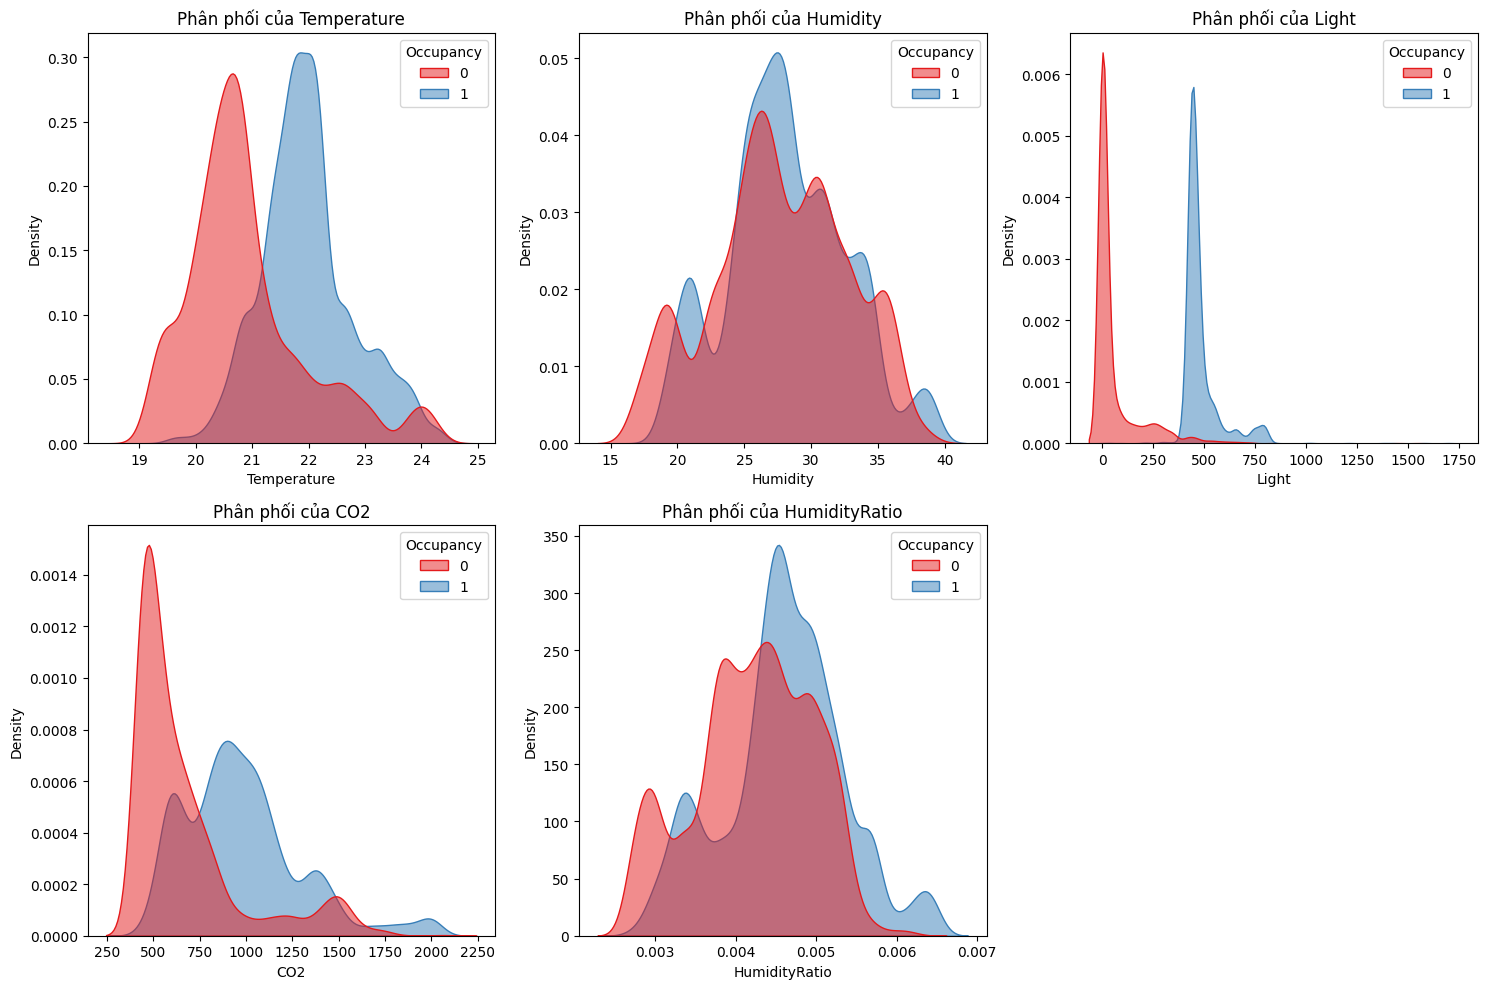 Phân phối của Temperature
Occupancy
0
1
0.30
0.25
0.20
0.15
0.10
0.05
0.00
Density
19 20 21 22 23 24 25
Temperature
Phân phối của Humidity
Occupancy
0
1
0.05
0.04
0.03
0.02
0.01
0.00
Density
15 20 25 30 35 40
Humidity
Phân phối của Light
Occupancy
0
1
0.006
0.005
0.004
0.003
0.002
0.001
0.000
Density
0 250 500 750 1000 1250 1500 1750
Light
Phân phối của CO2
Occupancy
0
1
0.0014
0.0012
0.0010
0.0008
0.0006
0.0004
0.0002
0.0000
Density
250 500 750 1000 1250 1500 1750 2000 2250
CO2
Phân phối của HumidityRatio
Occupancy
0
1
350
300
250
200
150
100
50
0
Density
0.003 0.004 0.005 0.006 0.007
HumidityRatio